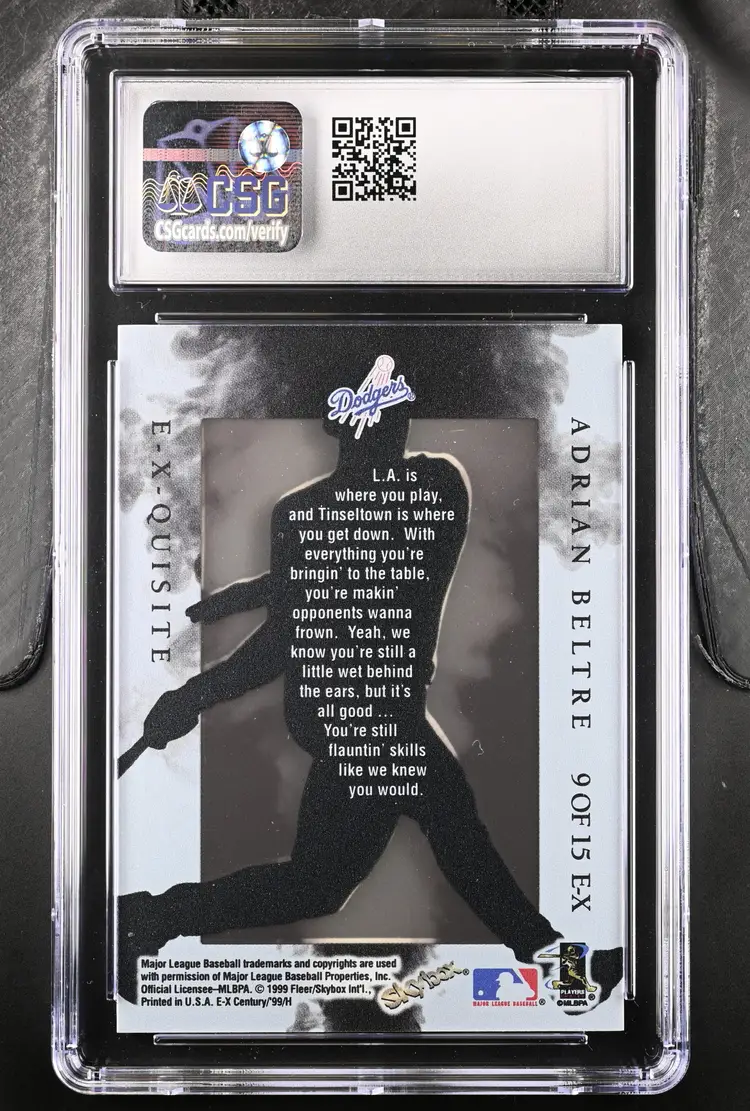 CSG
CSGcards.com/verify
Dodgers
E-X-QUISITE
ADRIAN BELTRE 9 OF 15 E-X
L.A. is
where you play,
and Tinseltown is where
you get down. With
everything you're
bringin' to the table,
you're makin'
opponents wanna
frown. Yeah, we
know you're still a
little wet behind
the ears, but it's
all good ...
You're still
flauntin' skills
like we knew
you would.
Major League Baseball trademarks and copyrights are used
with permission of Major League Baseball Properties, Inc.
Official Licensee–MLBPA. © 1999 Fleer/Skybox Int'l.,
Printed in U.S.A. E-X Century'99/H
Skybox®
MAJOR LEAGUE BASEBALL®
PLAYERS
©MLBPA